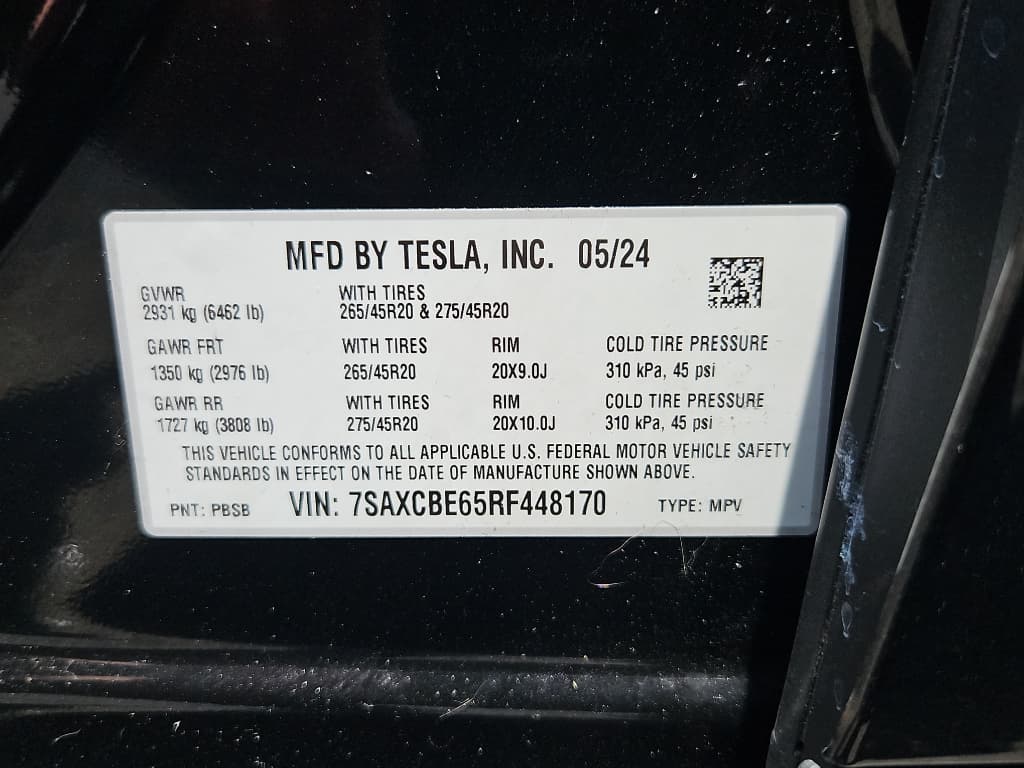 MFD BY TESLA, INC. 05/24
GVWR WITH TIRES
2931 kg (6462 lb) 265/45R20 & 275/45R20
GAWR FRT WITH TIRES RIM COLD TIRE PRESSURE
1350 kg (2976 lb) 265/45R20 20X9.0J 310 kPa, 45 psi
GAWR RR WITH TIRES RIM COLD TIRE PRESSURE
1727 kg (3808 lb) 275/45R20 20X10.0J 310 kPa, 45 psi
THIS VEHICLE CONFORMS TO ALL APPLICABLE U.S. FEDERAL MOTOR VEHICLE SAFETY
STANDARDS IN EFFECT ON THE DATE OF MANUFACTURE SHOWN ABOVE.
PNT: PBSB VIN: 7SAXCBE65RF448170 TYPE: MPV